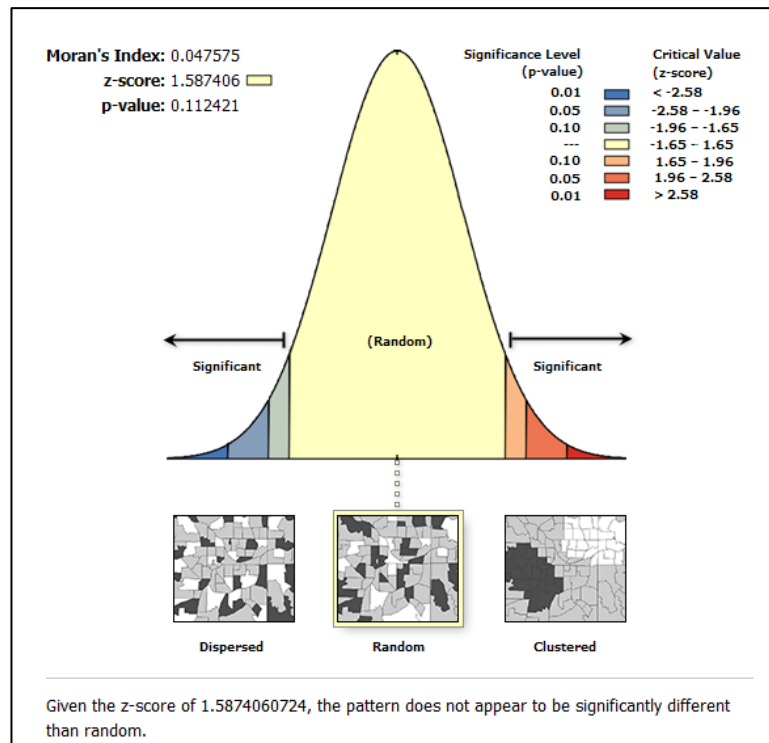 Moran's Index: 0.047575
z-score: 1.587406
p-value: 0.112421
Significance Level
(p-value)
Critical Value
(z-score)
0.01 < -2.58
0.05 -2.58 – -1.96
0.10 -1.96 – -1.65
--- -1.65 – 1.65
0.10 1.65 – 1.96
0.05 1.96 – 2.58
0.01 > 2.58
(Random)
Significant
Significant
Dispersed
Random
Clustered
Given the z-score of 1.5874060724, the pattern does not appear to be significantly different
than random.